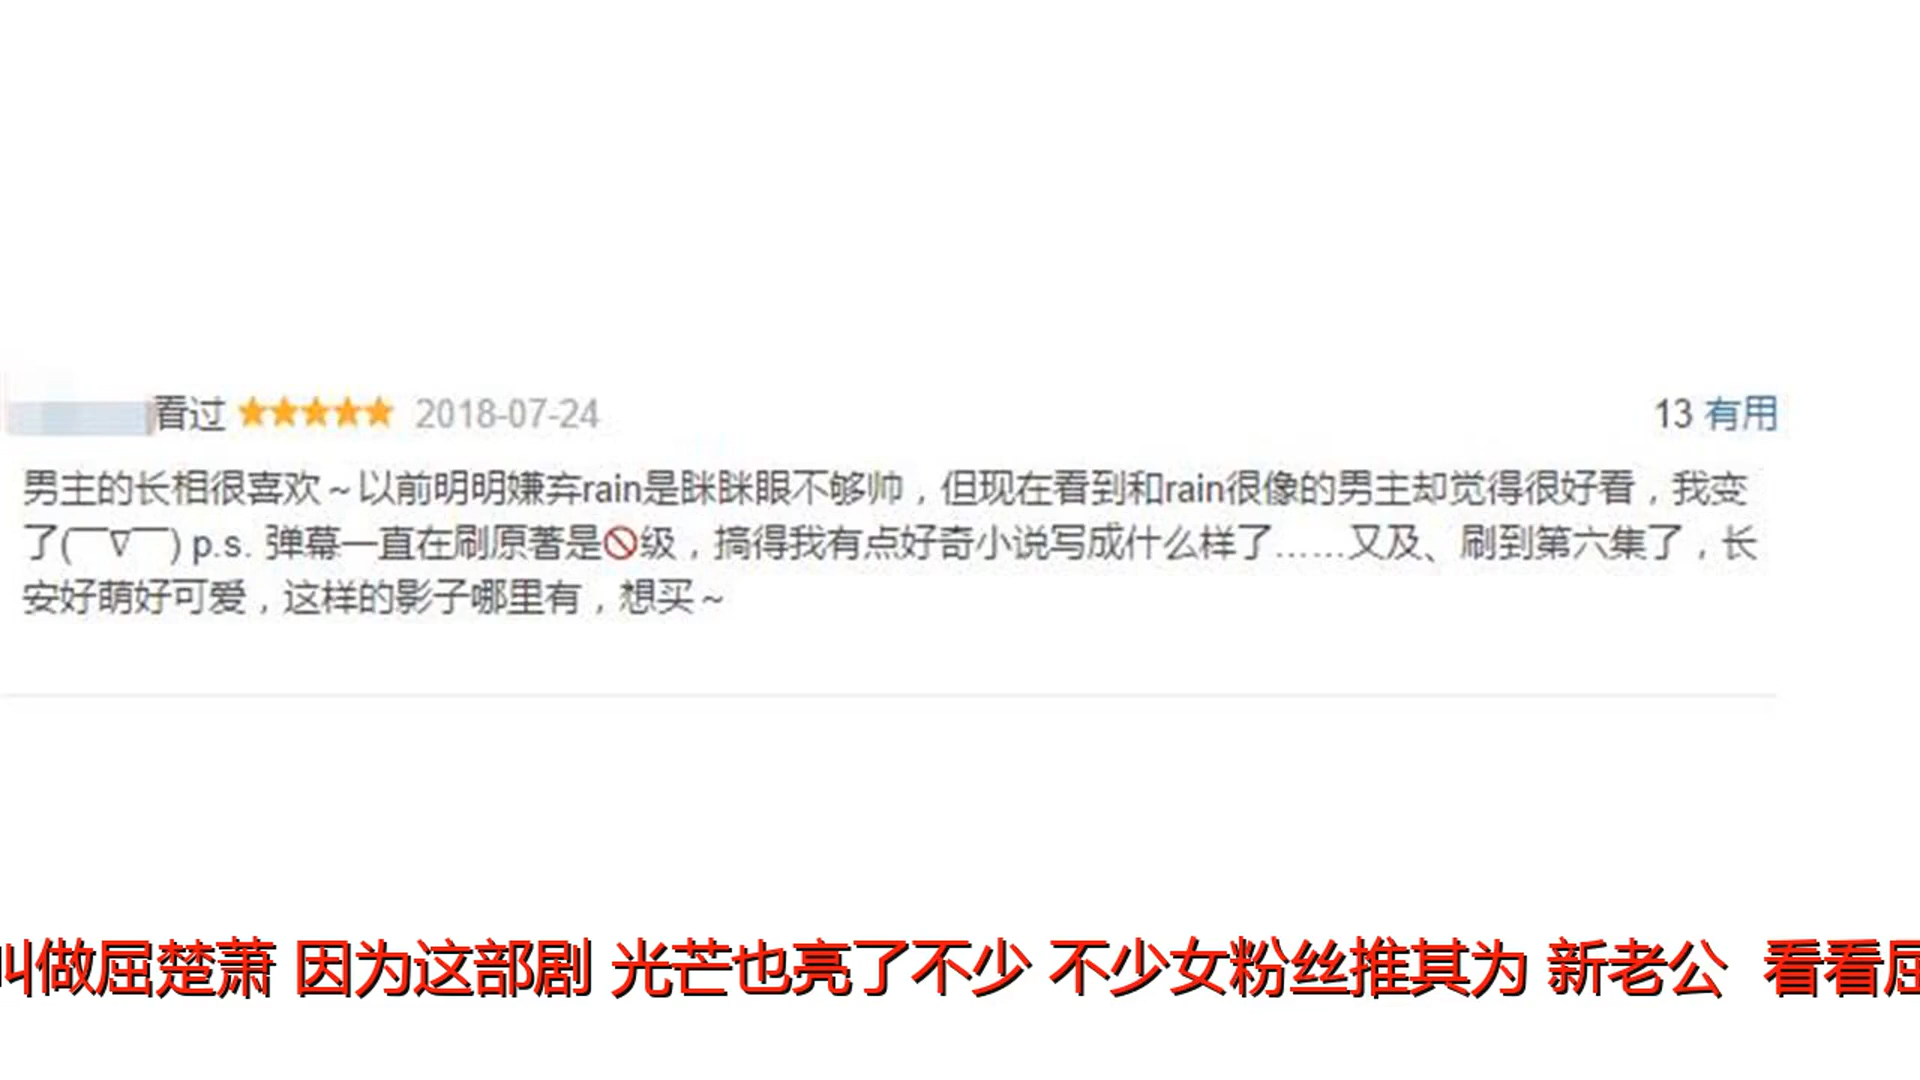 看过 ★★★★★ 2018-07-24 13 有用
男主的长相很喜欢～以前明明嫌弃rain是眯眯眼不够帅，但现在看到和rain很像的男主却觉得很好看，我变
了(￣∇￣) p.s. 弹幕一直在刷原著是🚫级，搞得我有点好奇小说写成什么样了……又及、刷到第六集了，长
安好萌好可爱，这样的影子哪里有，想买～
叫做屈楚萧 因为这部剧 光芒也亮了不少 不少女粉丝推其为 新老公 看看屈